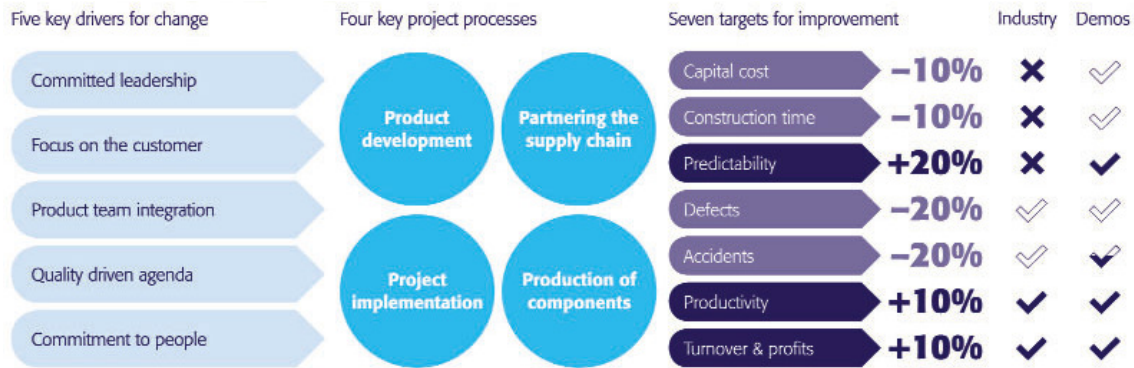 Five key drivers for change
Committed leadership
Focus on the customer
Product team integration
Quality driven agenda
Commitment to people
Four key project processes
Product
development
Partnering the
supply chain
Project
implementation
Production of
components
Seven targets for improvement Industry Demos
Capital cost –10%
Construction time –10%
Predictability +20%
Defects –20%
Accidents –20%
Productivity +10%
Turnover & profits +10%